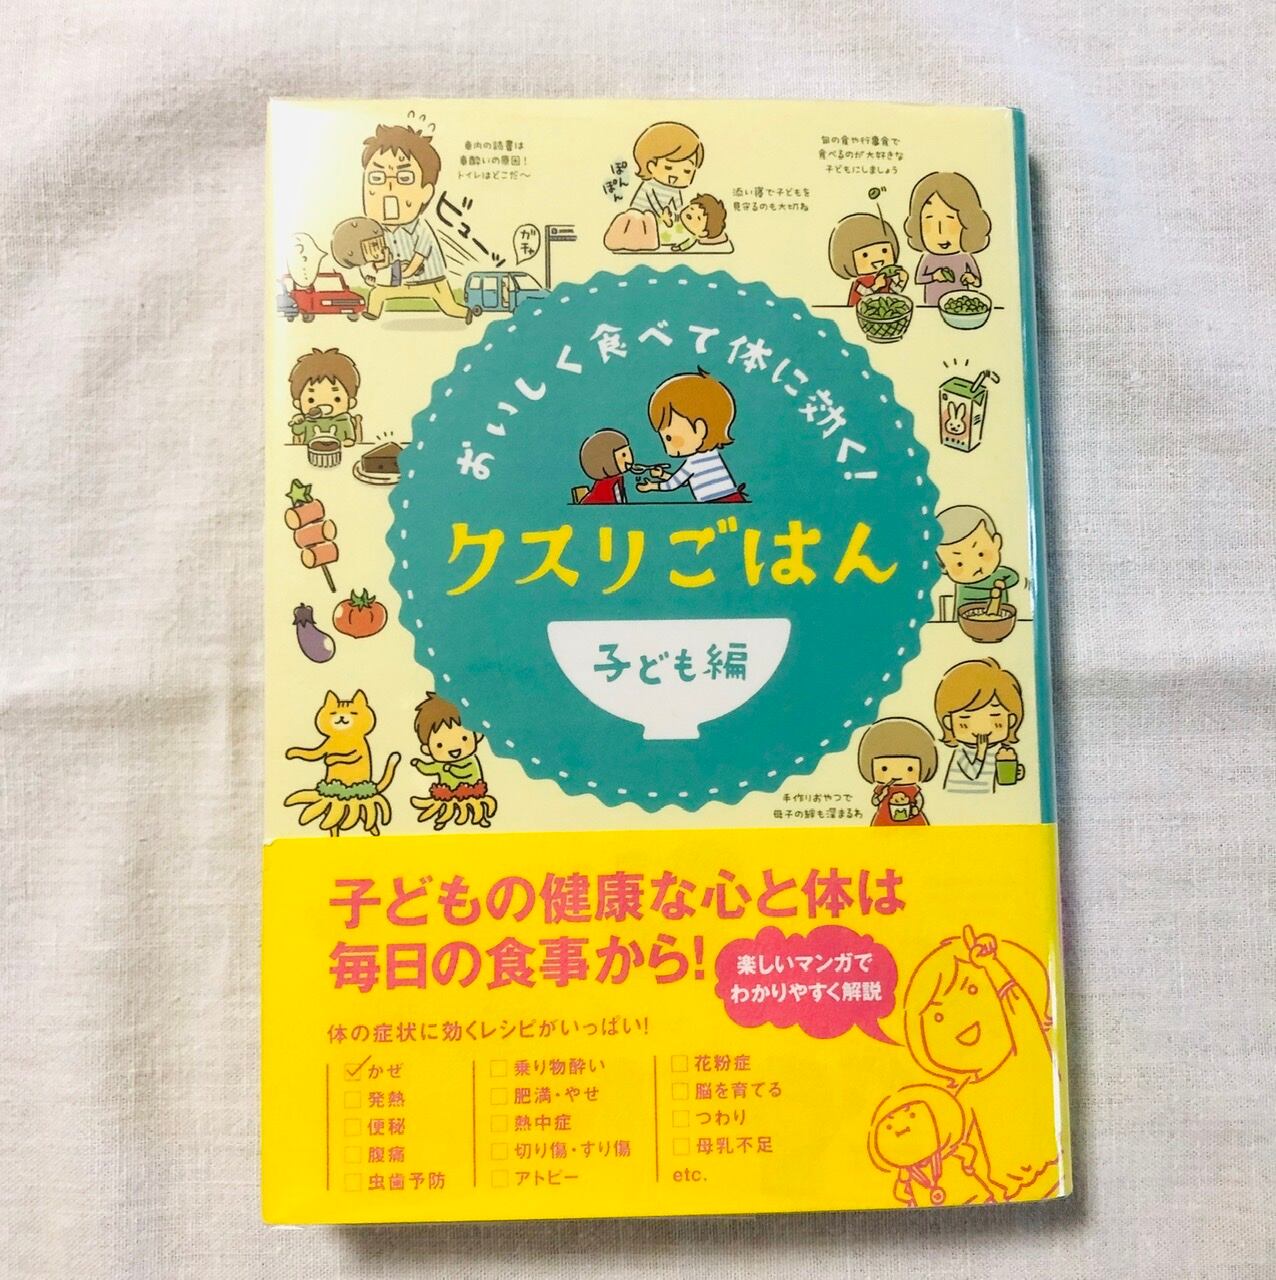 車内の読書は
車酔いの原因！
トイレはどこだ〜
ビューッ
ガチャ
うっ
ぽんぽん
添い寝で子どもを
見守るのも大切ね
旬の食や行事食で
食べるのが大好きな
子どもにしましょう
おいしく食べて体に効く！
クスリごはん
子ども編
手作りおやつで
母子の絆も深まるわ
子どもの健康な心と体は
毎日の食事から！
楽しいマンガで
わかりやすく解説
体の症状に効くレシピがいっぱい！
かぜ
発熱
便秘
腹痛
虫歯予防
乗り物酔い
肥満・やせ
熱中症
切り傷・すり傷
アトピー
花粉症
脳を育てる
つわり
母乳不足
etc.